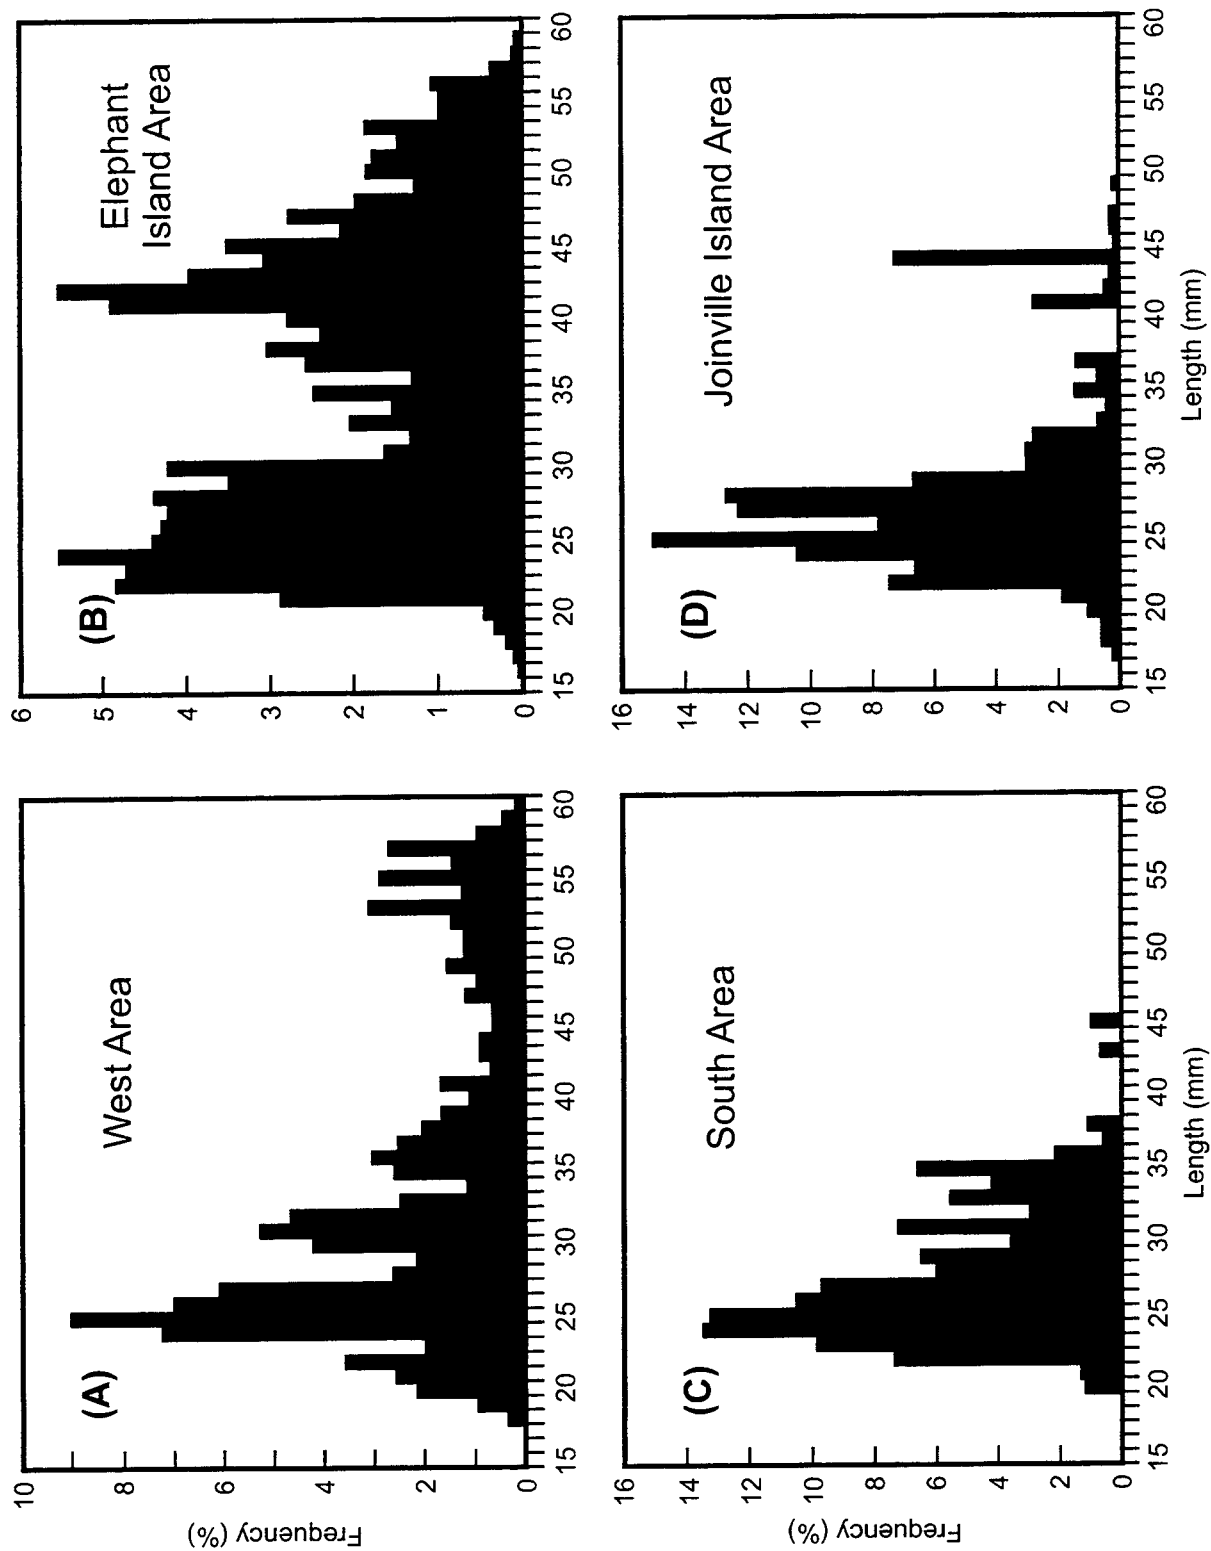 (A)
West Area
Frequency (%)
10
8
6
4
2
0
15 20 25 30 35 40 45 50 55 60
(B)
Elephant
Island Area
6
5
4
3
2
1
0
15 20 25 30 35 40 45 50 55 60
(C)
South Area
Frequency (%)
16
14
12
10
8
6
4
2
0
15 20 25 30 35 40 45 50 55 60
Length (mm)
(D)
Joinville Island Area
16
14
12
10
8
6
4
2
0
15 20 25 30 35 40 45 50 55 60
Length (mm)